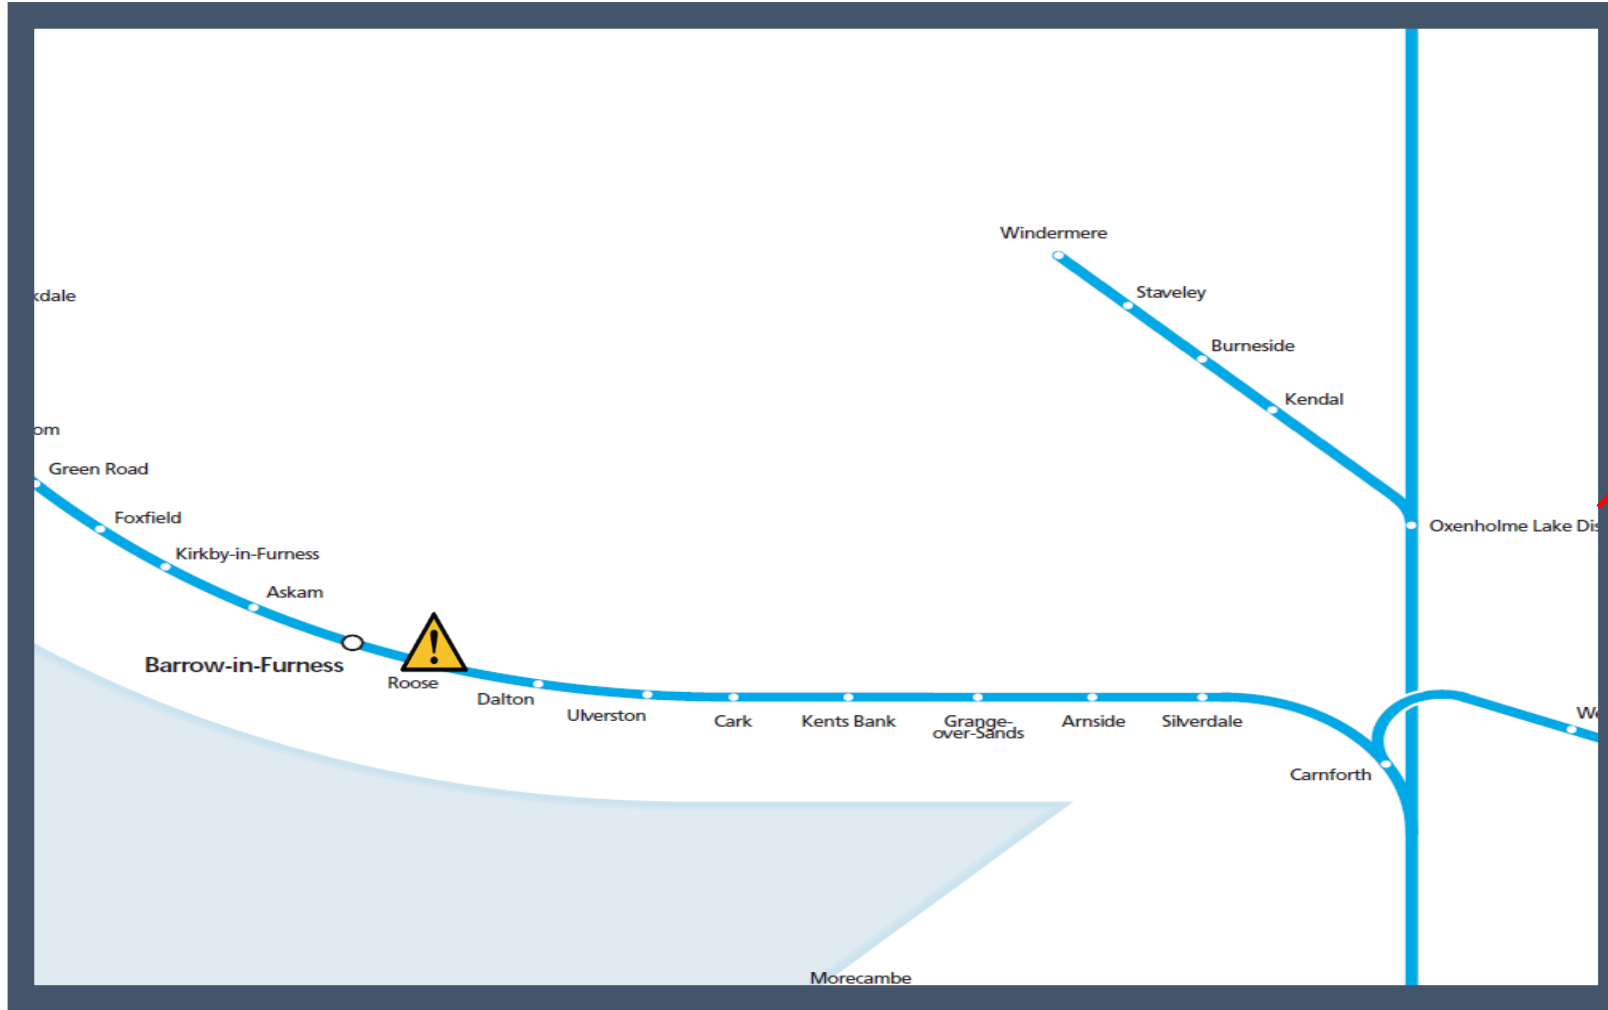 Windermere
Staveley
kdale
Burneside
Kendal
om
Green Road
Foxfield
Oxenholme Lake Dis
Kirkby-in-Furness
Askam
!
Barrow-in-Furness
Roose
Dalton
Ulverston
Cark
Kents Bank
Grange-
over-Sands
Arnside
Silverdale
We
Carnforth
Morecambe